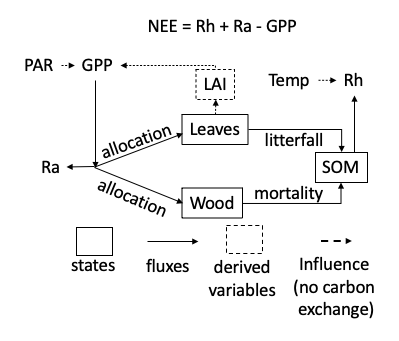 NEE = Rh + Ra - GPP
PAR
GPP
LAI
Temp
Rh
allocation
Leaves
litterfall
Ra
SOM
allocation
Wood
mortality
states
fluxes
derived
variables
Influence
(no carbon
exchange)